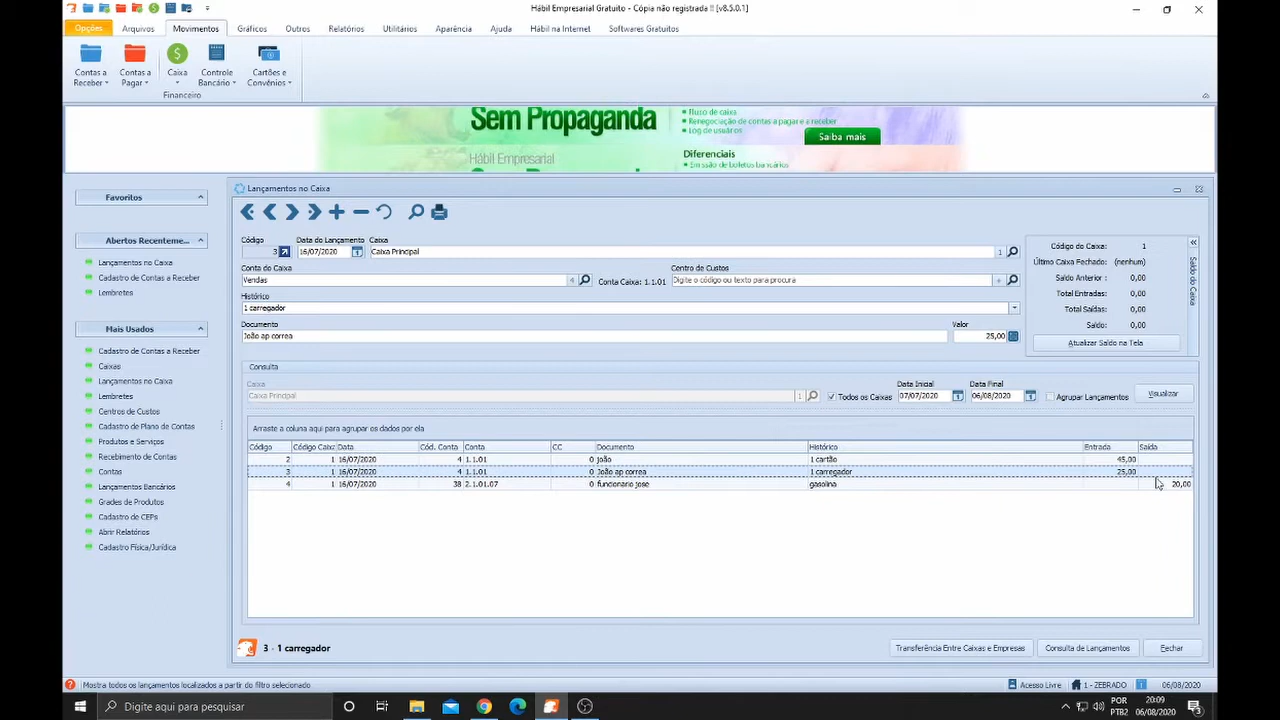 Hábil Empresarial Gratuito - Cópia não registrada !! [v8.5.0.1]
Opções Arquivos Movimentos Gráficos Outros Relatórios Utilitários Aparência Ajuda Hábil na Internet Softwares Gratuitos
Contas a Receber Contas a Pagar Caixa Controle Bancário Cartões e Convênios
Financeiro
Sem Propaganda
Fluxo de caixa
Renegociação de contas a pagar e a receber
Log de usuários
Saiba mais
Hábil Empresarial
Diferenciais
Emissão de boletos bancários
Favoritos
Abertos Recenteme...
Lançamentos no Caixa
Cadastro de Contas a Receber
Lembretes
Mais Usados
Cadastro de Contas a Receber
Caixas
Lançamentos no Caixa
Lembretes
Centros de Custos
Cadastro de Plano de Contas
Produtos e Serviços
Recebimento de Contas
Contas
Lançamentos Bancários
Grades de Produtos
Cadastro de CEPs
Abrir Relatórios
Cadastro Física/Jurídica
Lançamentos no Caixa
Código Data do Lançamento Caixa
3 16/07/2020 Caixa Principal 1
Conta do Caixa Centro de Custos
Vendas 4 Conta Caixa: 1.1.01 Digite o código ou texto para procura
Histórico
1 carregador
Documento Valor
João ap correa 25,00
Código do Caixa: 1
Último Caixa Fechado: (nenhum)
Saldo Anterior : 0,00
Total Entradas: 0,00
Total Saídas: 0,00
Saldo: 0,00
Atualizar Saldo na Tela
Saldo do Caixa
Consulta
Caixa Data Inicial Data Final
Caixa Principal 1 Todos os Caixas 07/07/2020 06/08/2020 Agrupar Lançamentos Visualizar
Arraste a coluna aqui para agrupar os dados por ela
Código Código Caixa Data Cód. Conta Conta CC Documento Histórico Entrada Saída
2 1 16/07/2020 4 1.1.01 0 joão 1 cartão 45,00
3 1 16/07/2020 4 1.1.01 0 João ap correa 1 carregador 25,00
4 1 16/07/2020 38 2.1.01.07 0 funcionario jose gasolina 20,00
3 - 1 carregador
Transferência Entre Caixas e Empresas Consulta de Lançamentos Fechar
Mostra todos os lançamentos localizados a partir do filtro selecionado
Acesso Livre 1 - ZEBRADO 06/08/2020
Digite aqui para pesquisar
POR
PTB2
20:09
06/08/2020
3